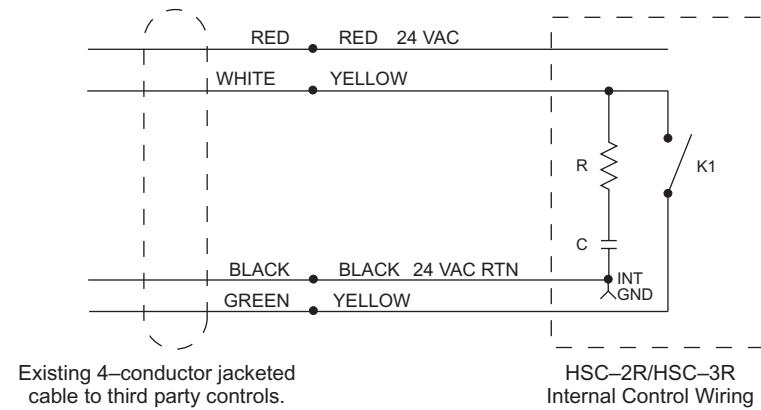 RED RED 24 VAC
WHITE YELLOW
R
K1
C
BLACK BLACK 24 VAC RTN
INT
GND
GREEN YELLOW
Existing 4–conductor jacketed
cable to third party controls.
HSC–2R/HSC–3R
Internal Control Wiring